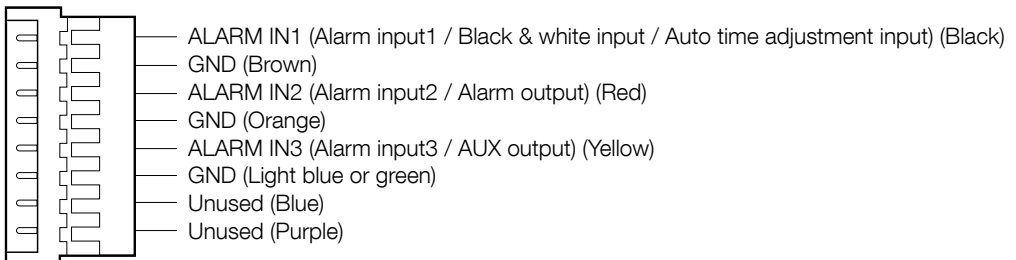 ALARM IN1 (Alarm input1 / Black & white input / Auto time adjustment input) (Black)
GND (Brown)
ALARM IN2 (Alarm input2 / Alarm output) (Red)
GND (Orange)
ALARM IN3 (Alarm input3 / AUX output) (Yellow)
GND (Light blue or green)
Unused (Blue)
Unused (Purple)